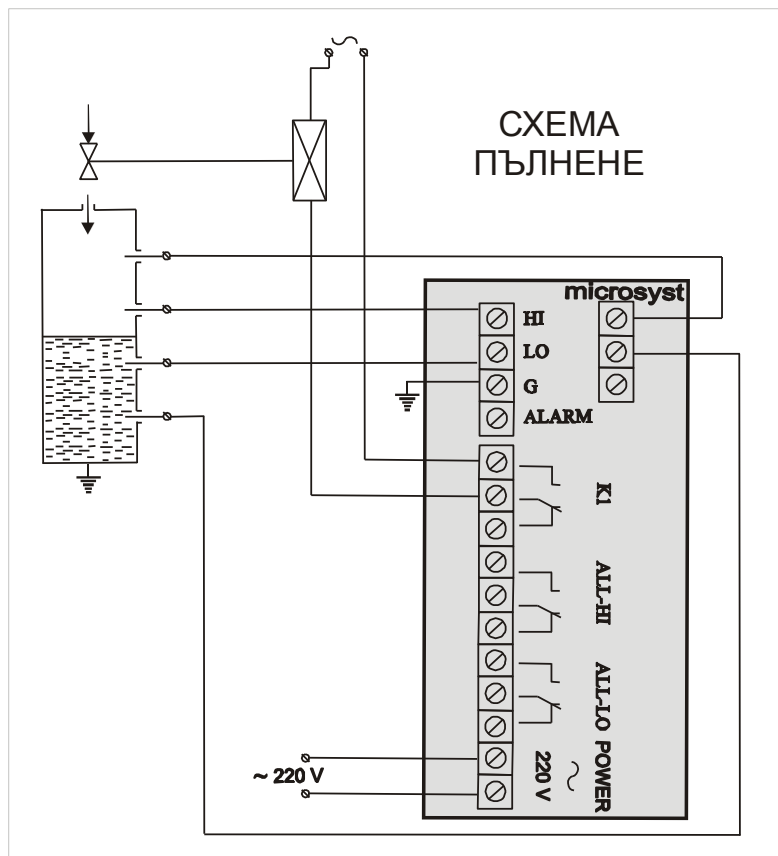 СХЕМА
ПЪЛНЕНЕ
microsyst
HI
LO
G
ALARM
K1
ALL-HI
ALL-LO
POWER
220 V
~ 220 V